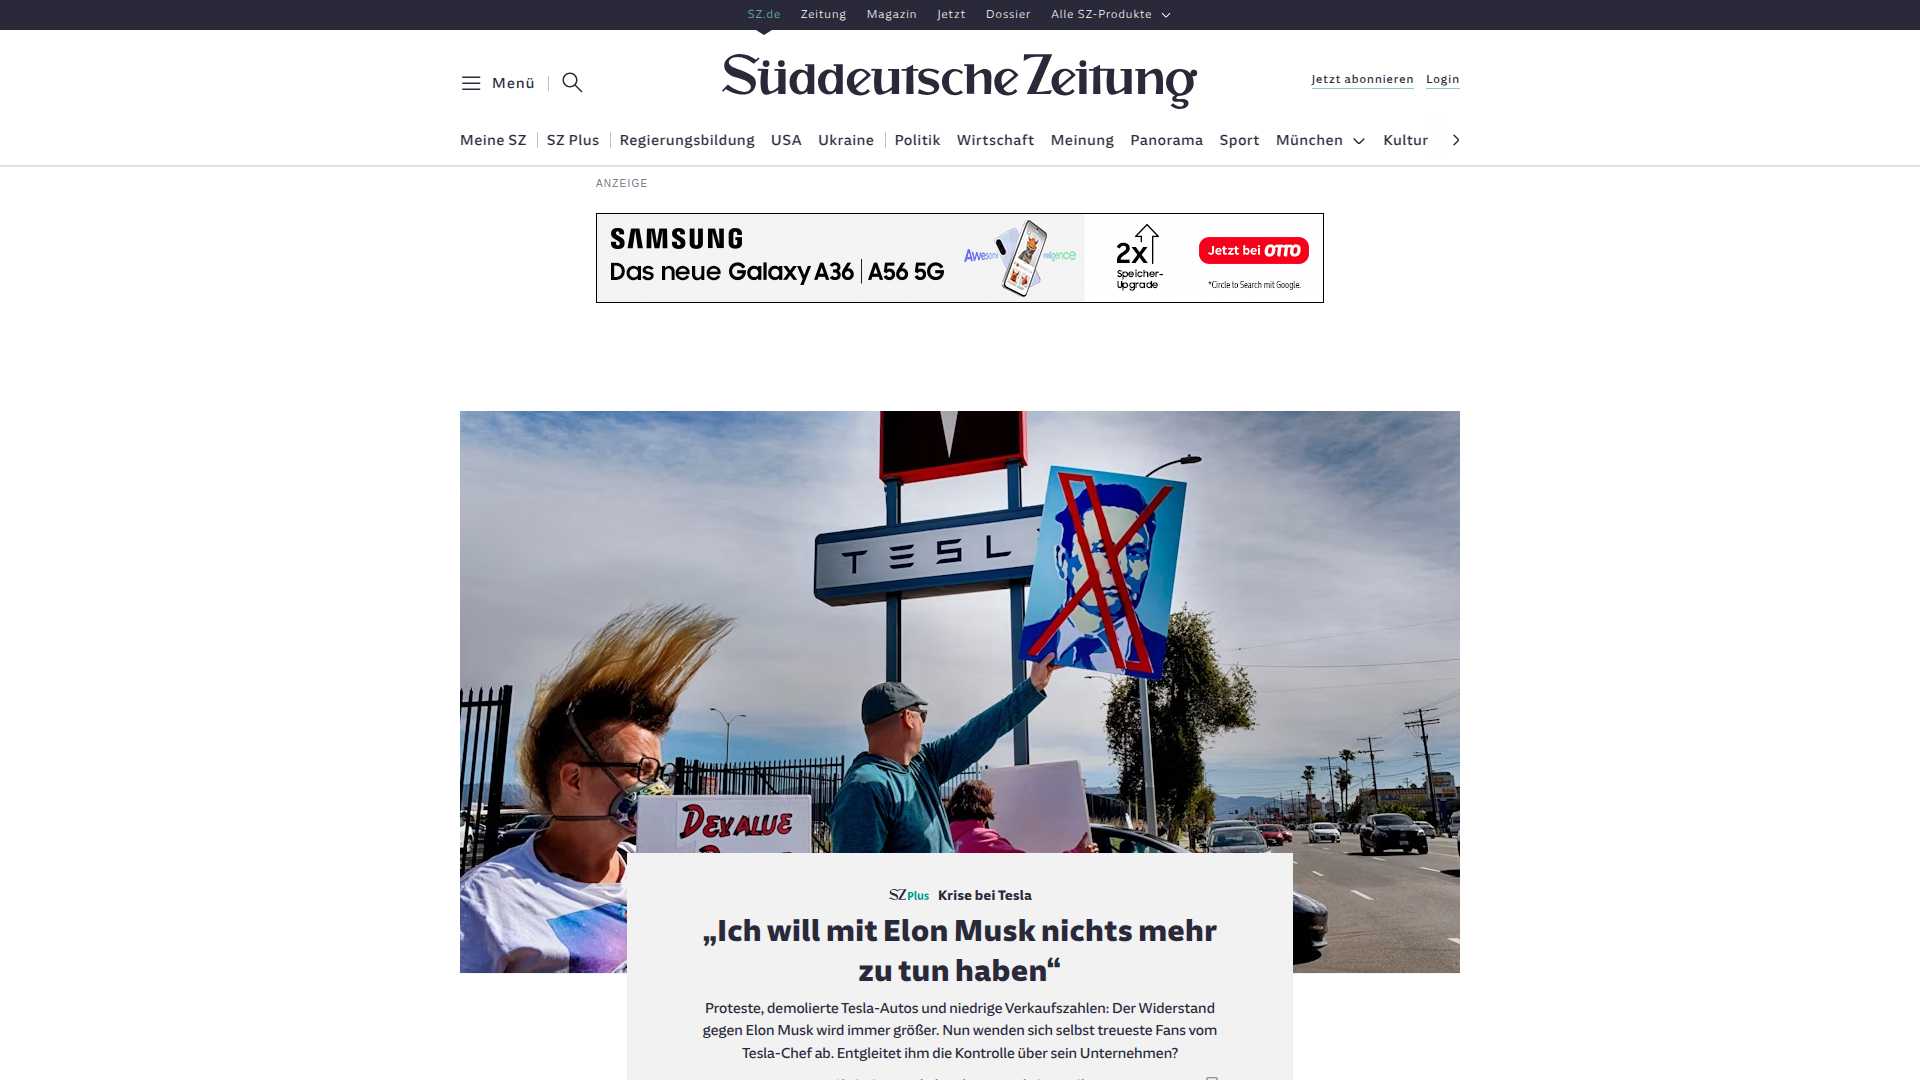 SZ.de Zeitung Magazin Jetzt Dossier Alle SZ-Produkte
Menü
Süddeutsche Zeitung
Jetzt abonnieren Login
Meine SZ SZ Plus Regierungsbildung USA Ukraine Politik Wirtschaft Meinung Panorama Sport München Kultur
ANZEIGE
SAMSUNG
Das neue Galaxy A36 | A56 5G
Awesome
2x
Speicher-
Upgrade
Jetzt bei OTTO
*Circle to Search mit Google.
TESL
DEVALUE
SZ Plus Krise bei Tesla
„Ich will mit Elon Musk nichts mehr
zu tun haben“
Proteste, demolierte Tesla-Autos und niedrige Verkaufszahlen: Der Widerstand
gegen Elon Musk wird immer größer. Nun wenden sich selbst treueste Fans vom
Tesla-Chef ab. Entgleitet ihm die Kontrolle über sein Unternehmen?